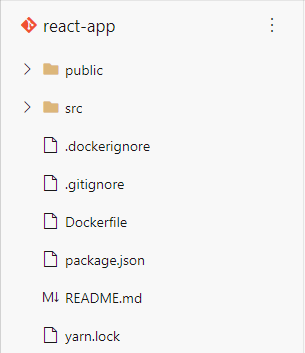 react-app
public
src
.dockerignore
.gitignore
Dockerfile
package.json
M↓ README.md
yarn.lock